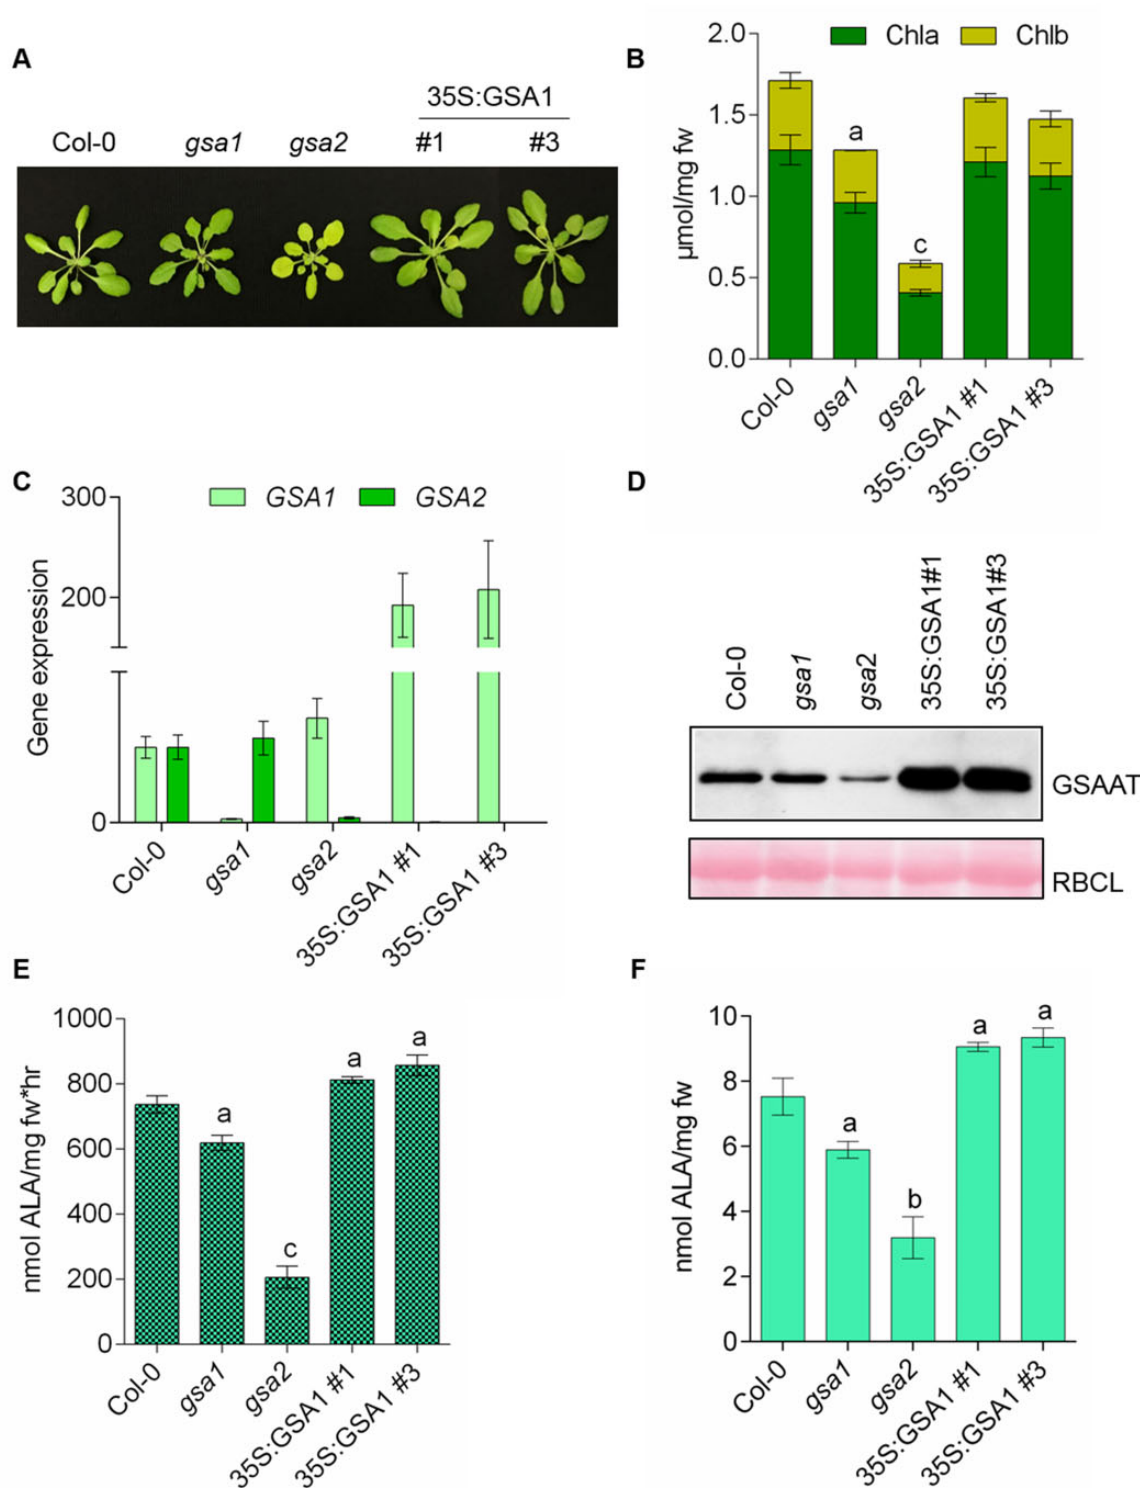 A
35S:GSA1
Col-0 gsa1 gsa2 #1 #3
B
Chla Chlb
2.0
1.5
1.0
0.5
0.0
µmol/mg fw
a
c
Col-0
gsa1
gsa2
35S:GSA1 #1
35S:GSA1 #3
C
GSA1 GSA2
300
200
0
Gene expression
Col-0
gsa1
gsa2
35S:GSA1 #1
35S:GSA1 #3
D
Col-0
gsa1
gsa2
35S:GSA1#1
35S:GSA1#3
GSAAT
RBCL
E
1000
800
600
400
200
0
nmol ALA/mg fw*hr
a
c
a
a
Col-0
gsa1
gsa2
35S:GSA1 #1
35S:GSA1 #3
F
10
8
6
4
2
0
nmol ALA/mg fw
a
b
a
a
Col-0
gsa1
gsa2
35S:GSA1 #1
35S:GSA1 #3